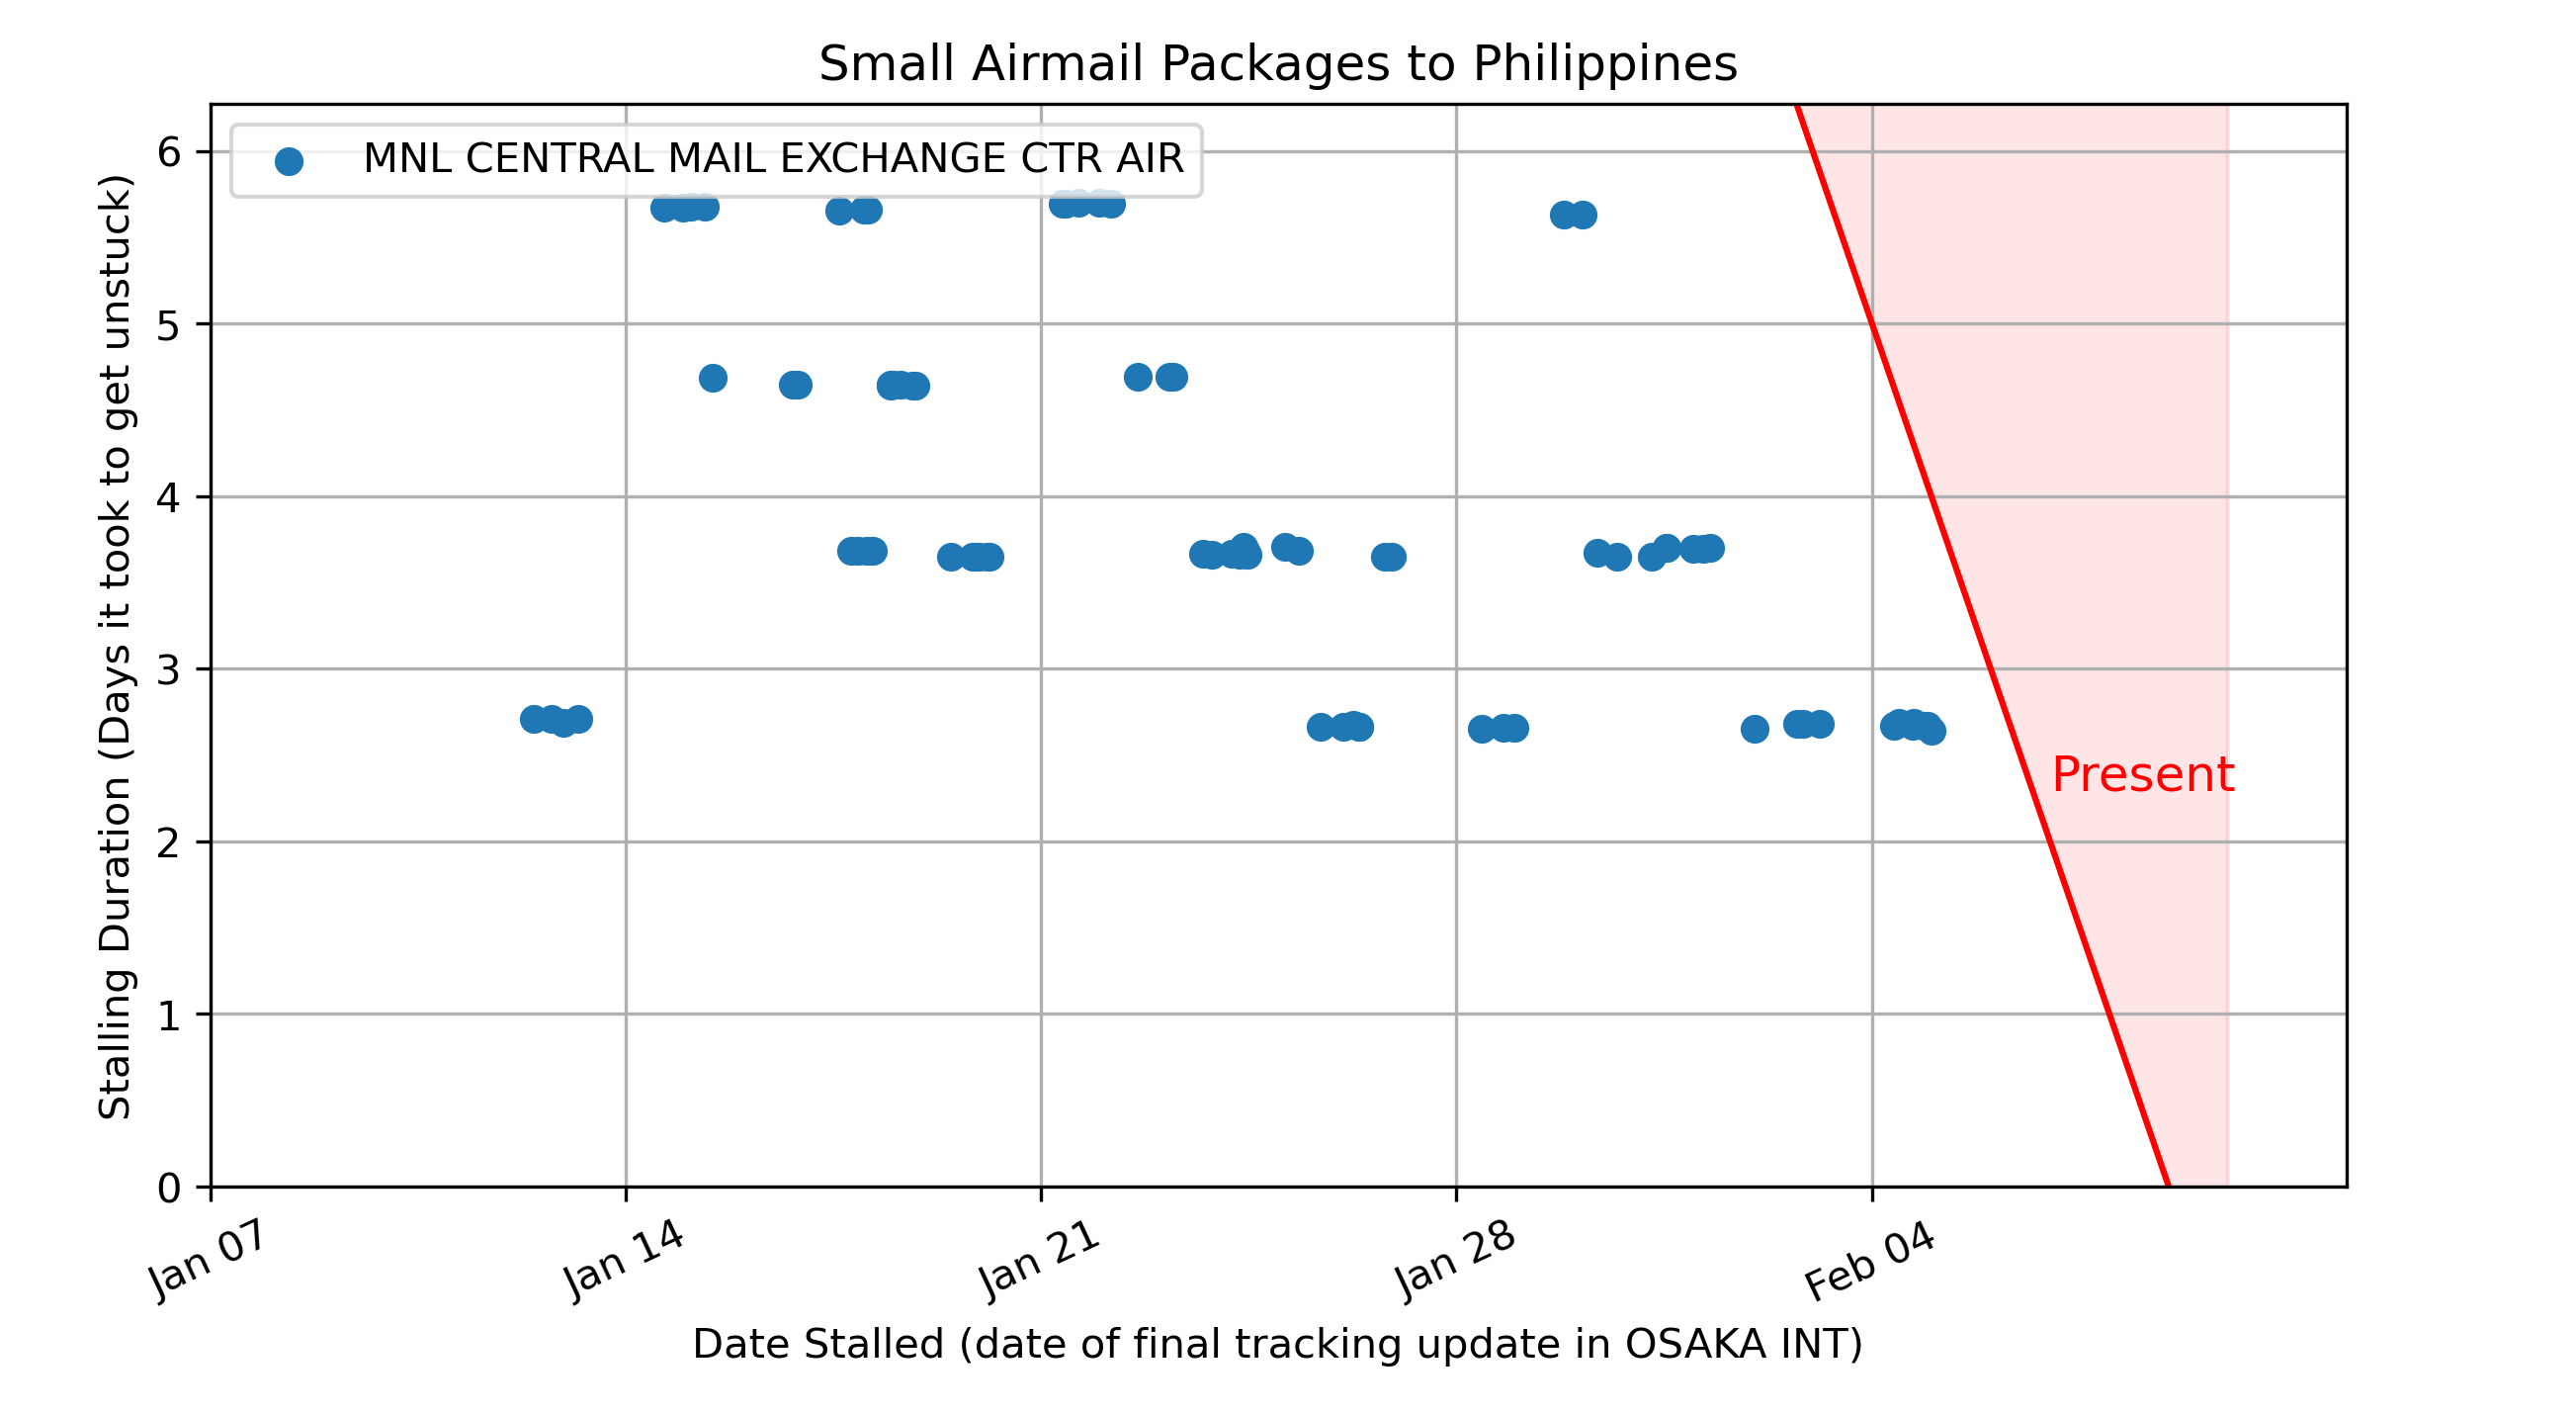 Small Airmail Packages to Philippines
MNL CENTRAL MAIL EXCHANGE CTR AIR
Stalling Duration (Days it took to get unstuck)
6
5
4
3
2
1
0
Present
Jan 07
Jan 14
Jan 21
Jan 28
Feb 04
Date Stalled (date of final tracking update in OSAKA INT)